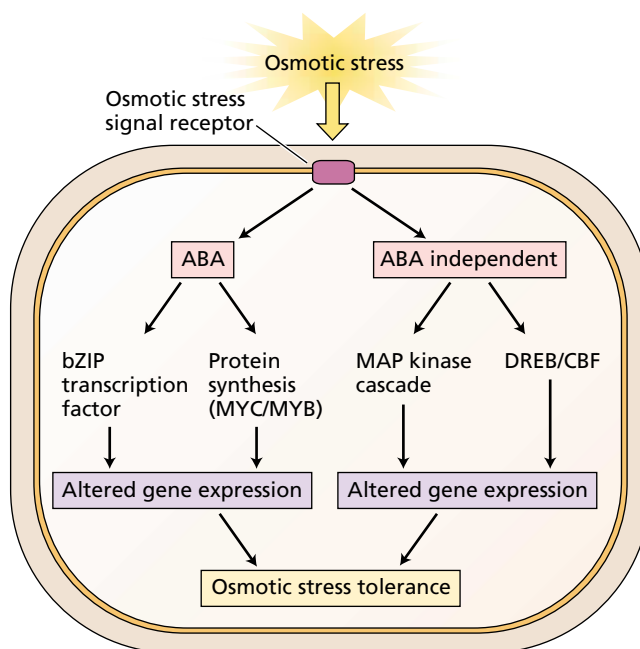 Osmotic stress
Osmotic stress
signal receptor
ABA
ABA independent
bZIP
transcription
factor
Protein
synthesis
(MYC/MYB)
MAP kinase
cascade
DREB/CBF
Altered gene expression
Altered gene expression
Osmotic stress tolerance